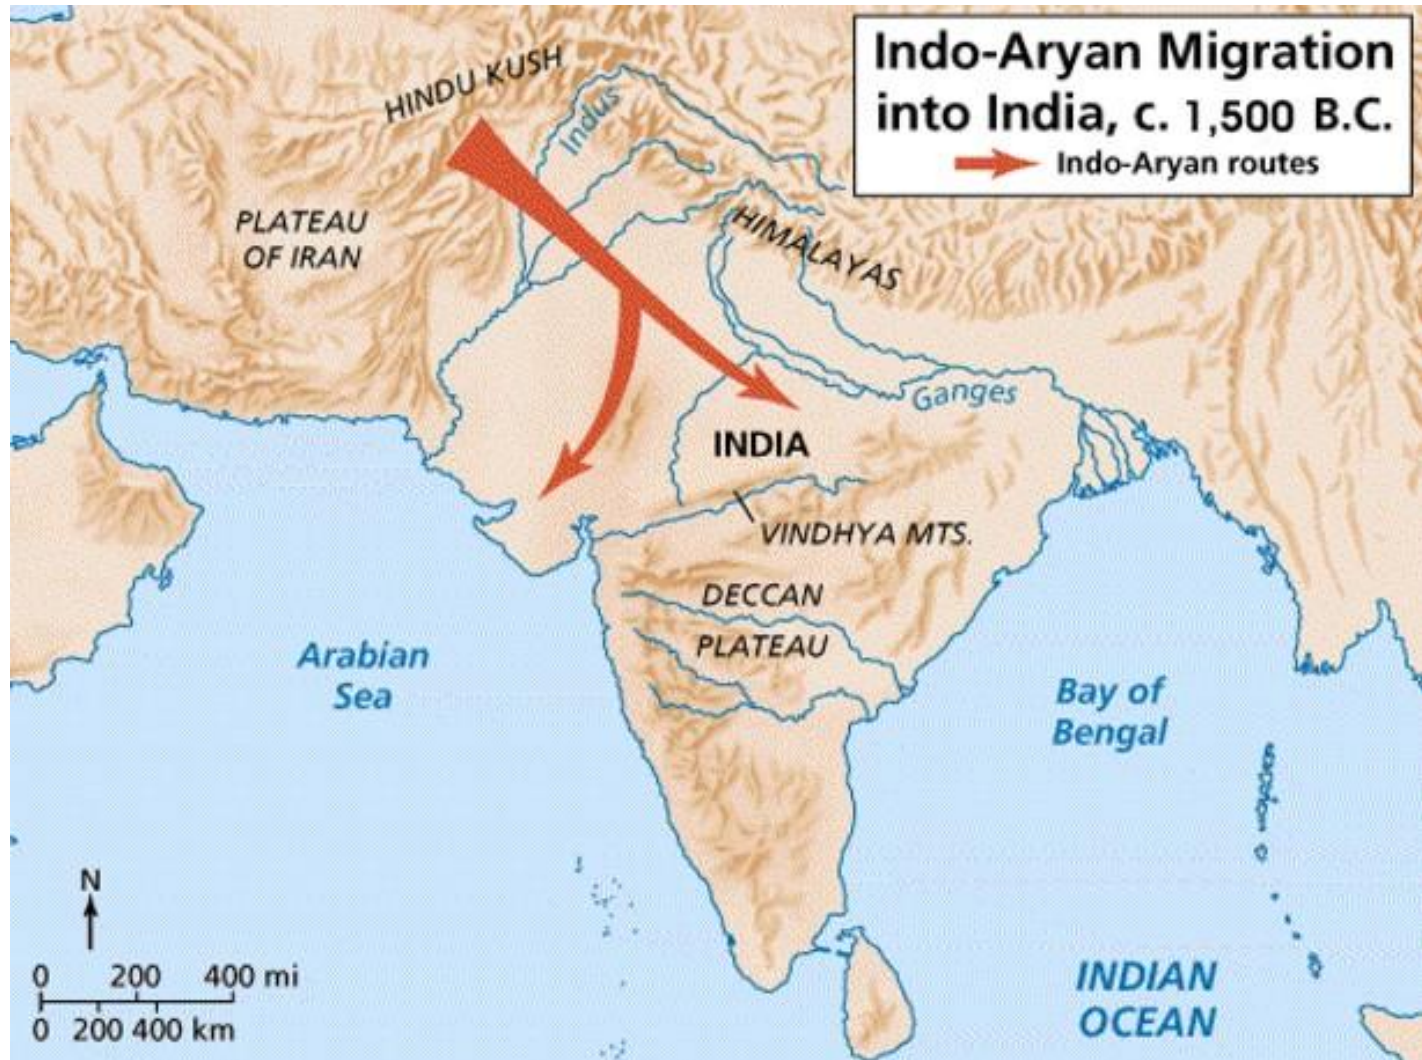 Indo-Aryan Migration
into India, c. 1,500 B.C.
Indo-Aryan routes
HINDU KUSH
Indus
PLATEAU
OF IRAN
HIMALAYAS
Ganges
INDIA
VINDHYA MTS.
DECCAN
PLATEAU
Arabian
Sea
Bay of
Bengal
N
0 200 400 mi
0 200 400 km
INDIAN
OCEAN